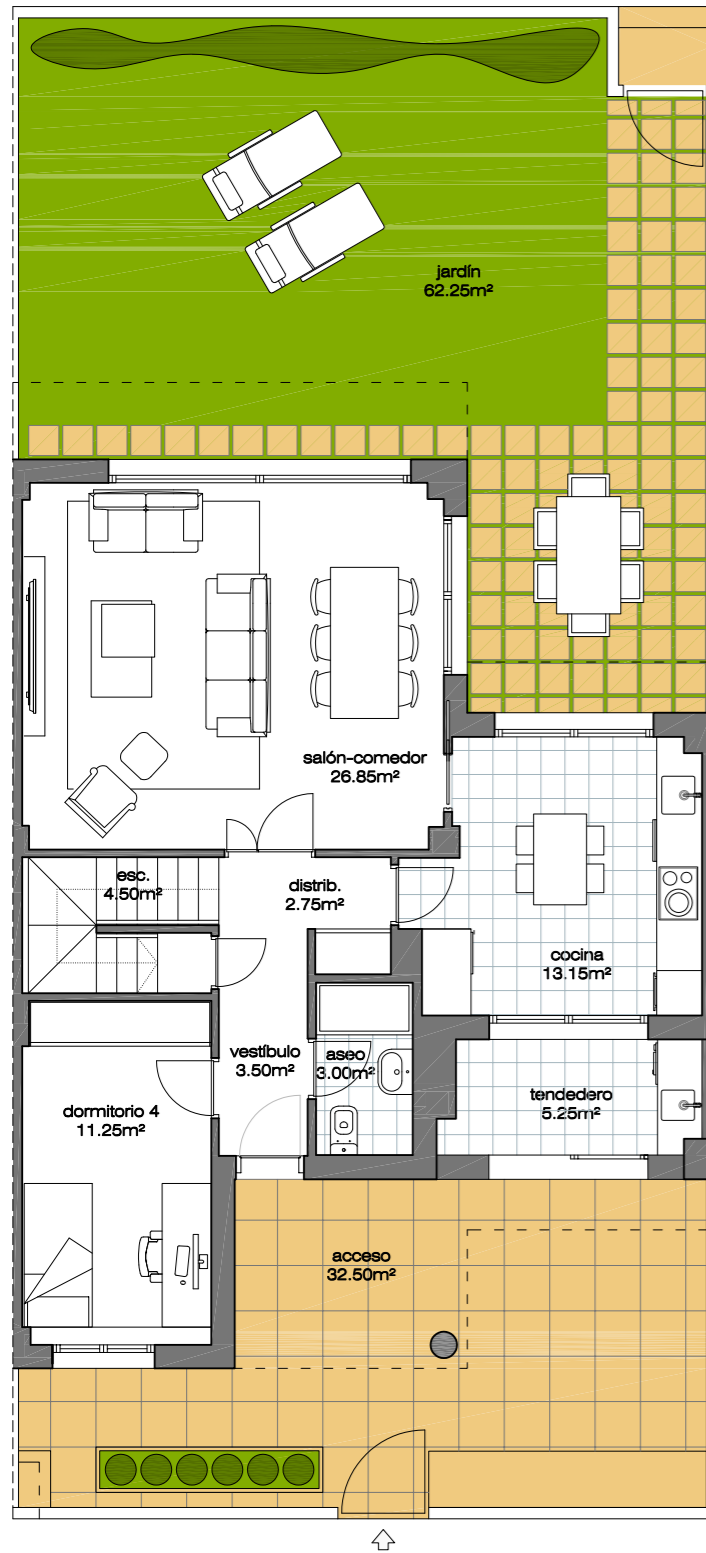 jardín
62.25m²
salón-comedor
26.85m²
esc.
4.50m²
distrib.
2.75m²
cocina
13.15m²
vestíbulo
3.50m²
aseo
3.00m²
dormitorio 4
11.25m²
tendedero
5.25m²
acceso
32.50m²